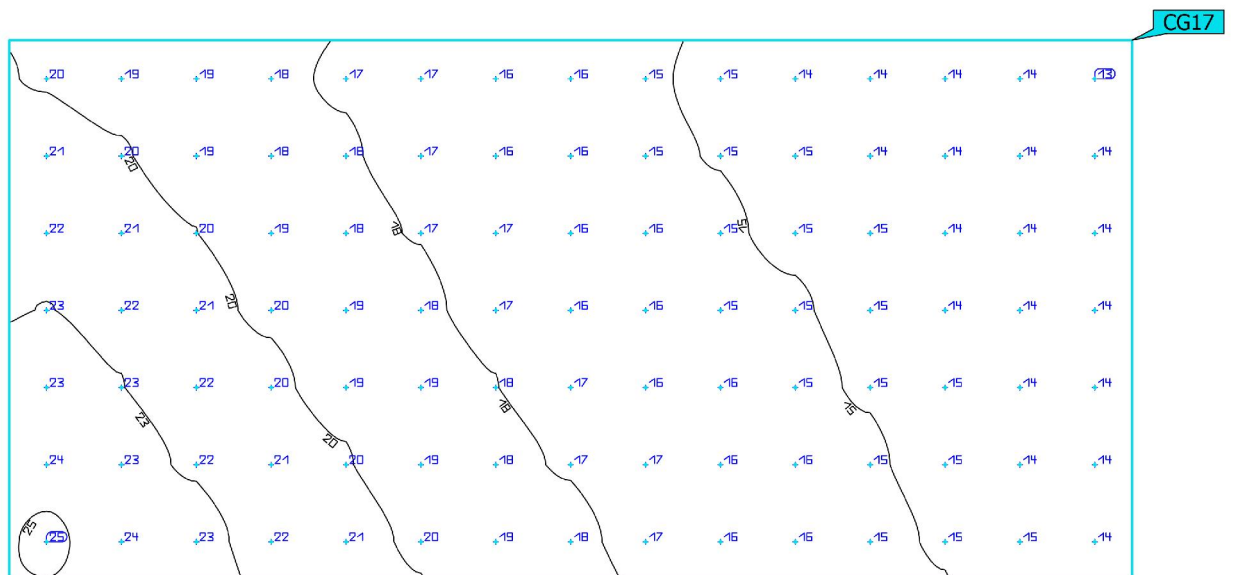 CG17
20 19 19 18 17 17 16 16 15 15 14 14 14 14 13
21 20 19 18 18 17 16 16 15 15 15 14 14 14 14
20
22 21 20 19 18 17 17 16 16 15 15 15 14 14 14
18 15
23 22 21 20 19 18 17 16 16 15 15 15 14 14 14
20
23 23 22 20 19 19 18 17 16 16 15 15 15 14 14
23 20 18 15
24 23 22 21 20 19 18 17 17 16 16 15 15 14 14
25
25 24 23 22 21 20 19 18 17 16 16 15 15 15 14